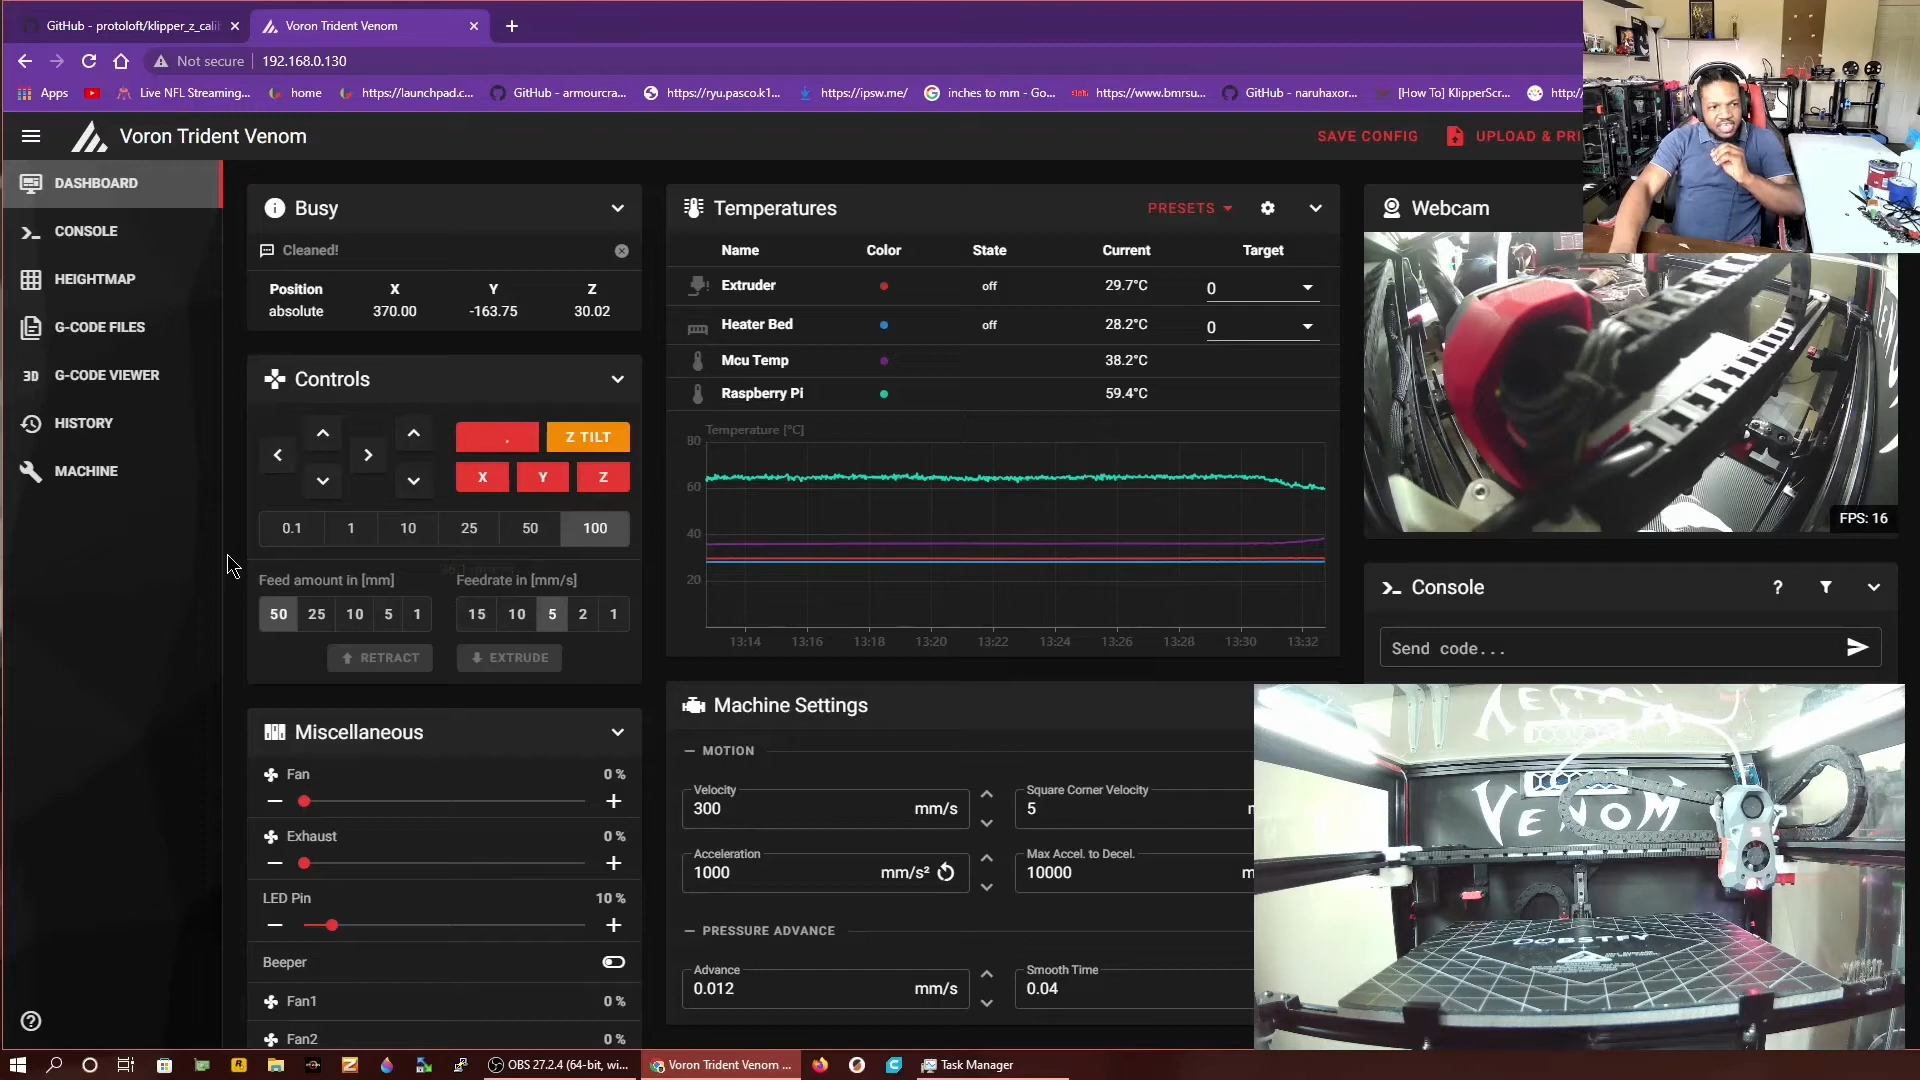 GitHub - protoloft/klipper_z_calib
Voron Trident Venom
Not secure
192.168.0.130
Apps
Live NFL Streaming...
home
https://launchpad.c...
GitHub - armourcra...
https://ryu.pasco.k1...
https://ipsw.me/
inches to mm - Go...
https://www.bmrsu...
GitHub - naruhaxor...
[How To] KlipperScr...
http:/
Voron Trident Venom
SAVE CONFIG
UPLOAD & PRI
DASHBOARD
CONSOLE
HEIGHTMAP
G-CODE FILES
3D
G-CODE VIEWER
HISTORY
MACHINE
Busy
Cleaned!
Position X Y Z
absolute 370.00 -163.75 30.02
Controls
Z TILT
X Y Z
0.1 1 10 25 50 100
Feed amount in [mm]
Feedrate in [mm/s]
50 25 10 5 1
15 10 5 2 1
RETRACT
EXTRUDE
Miscellaneous
Fan 0 %
Exhaust 0 %
LED Pin 10 %
Beeper
Fan1 0 %
Fan2 0 %
Temperatures
PRESETS
Name Color State Current Target
Extruder off 29.7°C 0
Heater Bed off 28.2°C 0
Mcu Temp 38.2°C
Raspberry Pi 59.4°C
Temperature [°C]
80
60
40
20
13:14 13:16 13:18 13:20 13:22 13:24 13:26 13:28 13:30 13:32
Machine Settings
MOTION
Velocity
300 mm/s
Square Corner Velocity
5
Acceleration
1000 mm/s²
Max Accel. to Decel.
10000
PRESSURE ADVANCE
Advance
0.012 mm/s
Smooth Time
0.04
Webcam
FPS: 16
Console
?
Send code...
VENOM
DOBSTFY
OBS 27.2.4 (64-bit, wi...
Voron Trident Venom ...
Task Manager